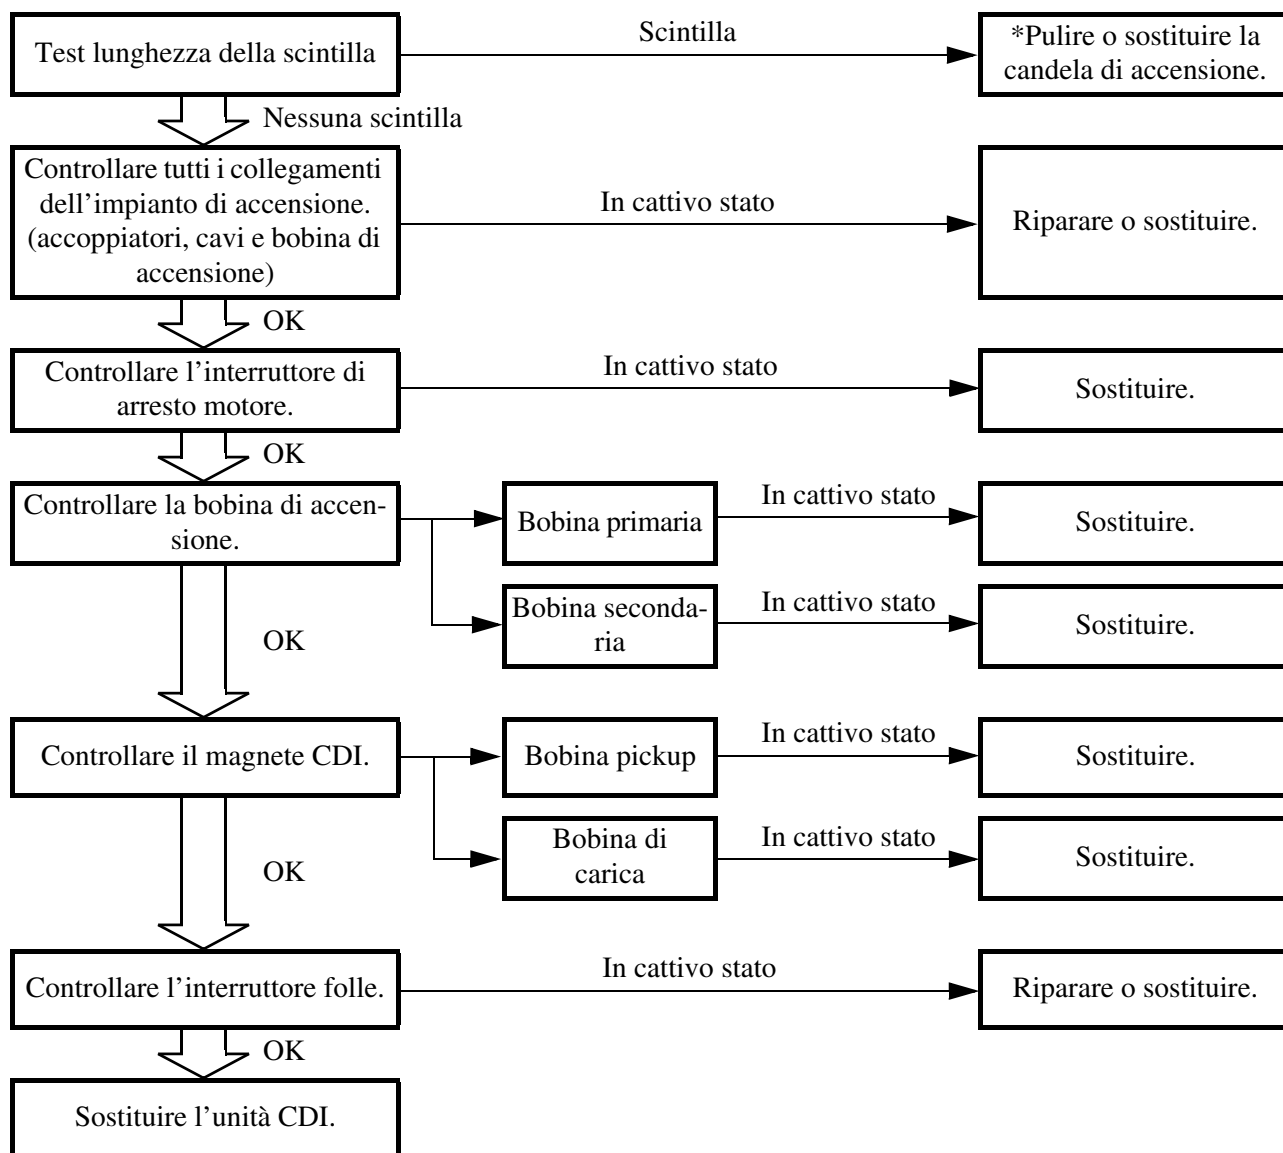 Test lunghezza della scintilla
Scintilla
*Pulire o sostituire la
candela di accensione.
Nessuna scintilla
Controllare tutti i collegamenti
dell’impianto di accensione.
(accoppiatori, cavi e bobina di
accensione)
In cattivo stato
Riparare o sostituire.
OK
Controllare l’interruttore di
arresto motore.
In cattivo stato
Sostituire.
OK
Controllare la bobina di accen-
sione.
Bobina primaria
In cattivo stato
Sostituire.
Bobina seconda-
ria
In cattivo stato
Sostituire.
OK
Controllare il magnete CDI.
Bobina pickup
In cattivo stato
Sostituire.
Bobina di
carica
In cattivo stato
Sostituire.
OK
Controllare l’interruttore folle.
In cattivo stato
Riparare o sostituire.
OK
Sostituire l’unità CDI.